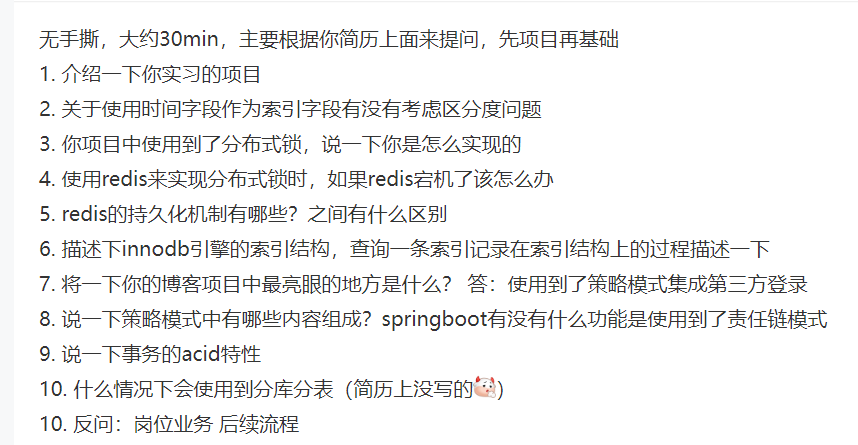 无手撕，大约30min，主要根据你简历上面来提问，先项目再基础
1. 介绍一下你实习的项目
2. 关于使用时间字段作为索引字段有没有考虑区分度问题
3. 你项目中使用到了分布式锁，说一下你是怎么实现的
4. 使用redis来实现分布式锁时，如果redis宕机了该怎么办
5. redis的持久化机制有哪些？之间有什么区别
6. 描述下innodb引擎的索引结构，查询一条索引记录在索引结构上的过程描述一下
7. 将一下你的博客项目中最亮眼的地方是什么？ 答：使用到了策略模式集成第三方登录
8. 说一下策略模式中有哪些内容组成？springboot有没有什么功能是使用到了责任链模式
9. 说一下事务的acid特性
10. 什么情况下会使用到分库分表（简历上没写的）
10. 反问：岗位业务 后续流程